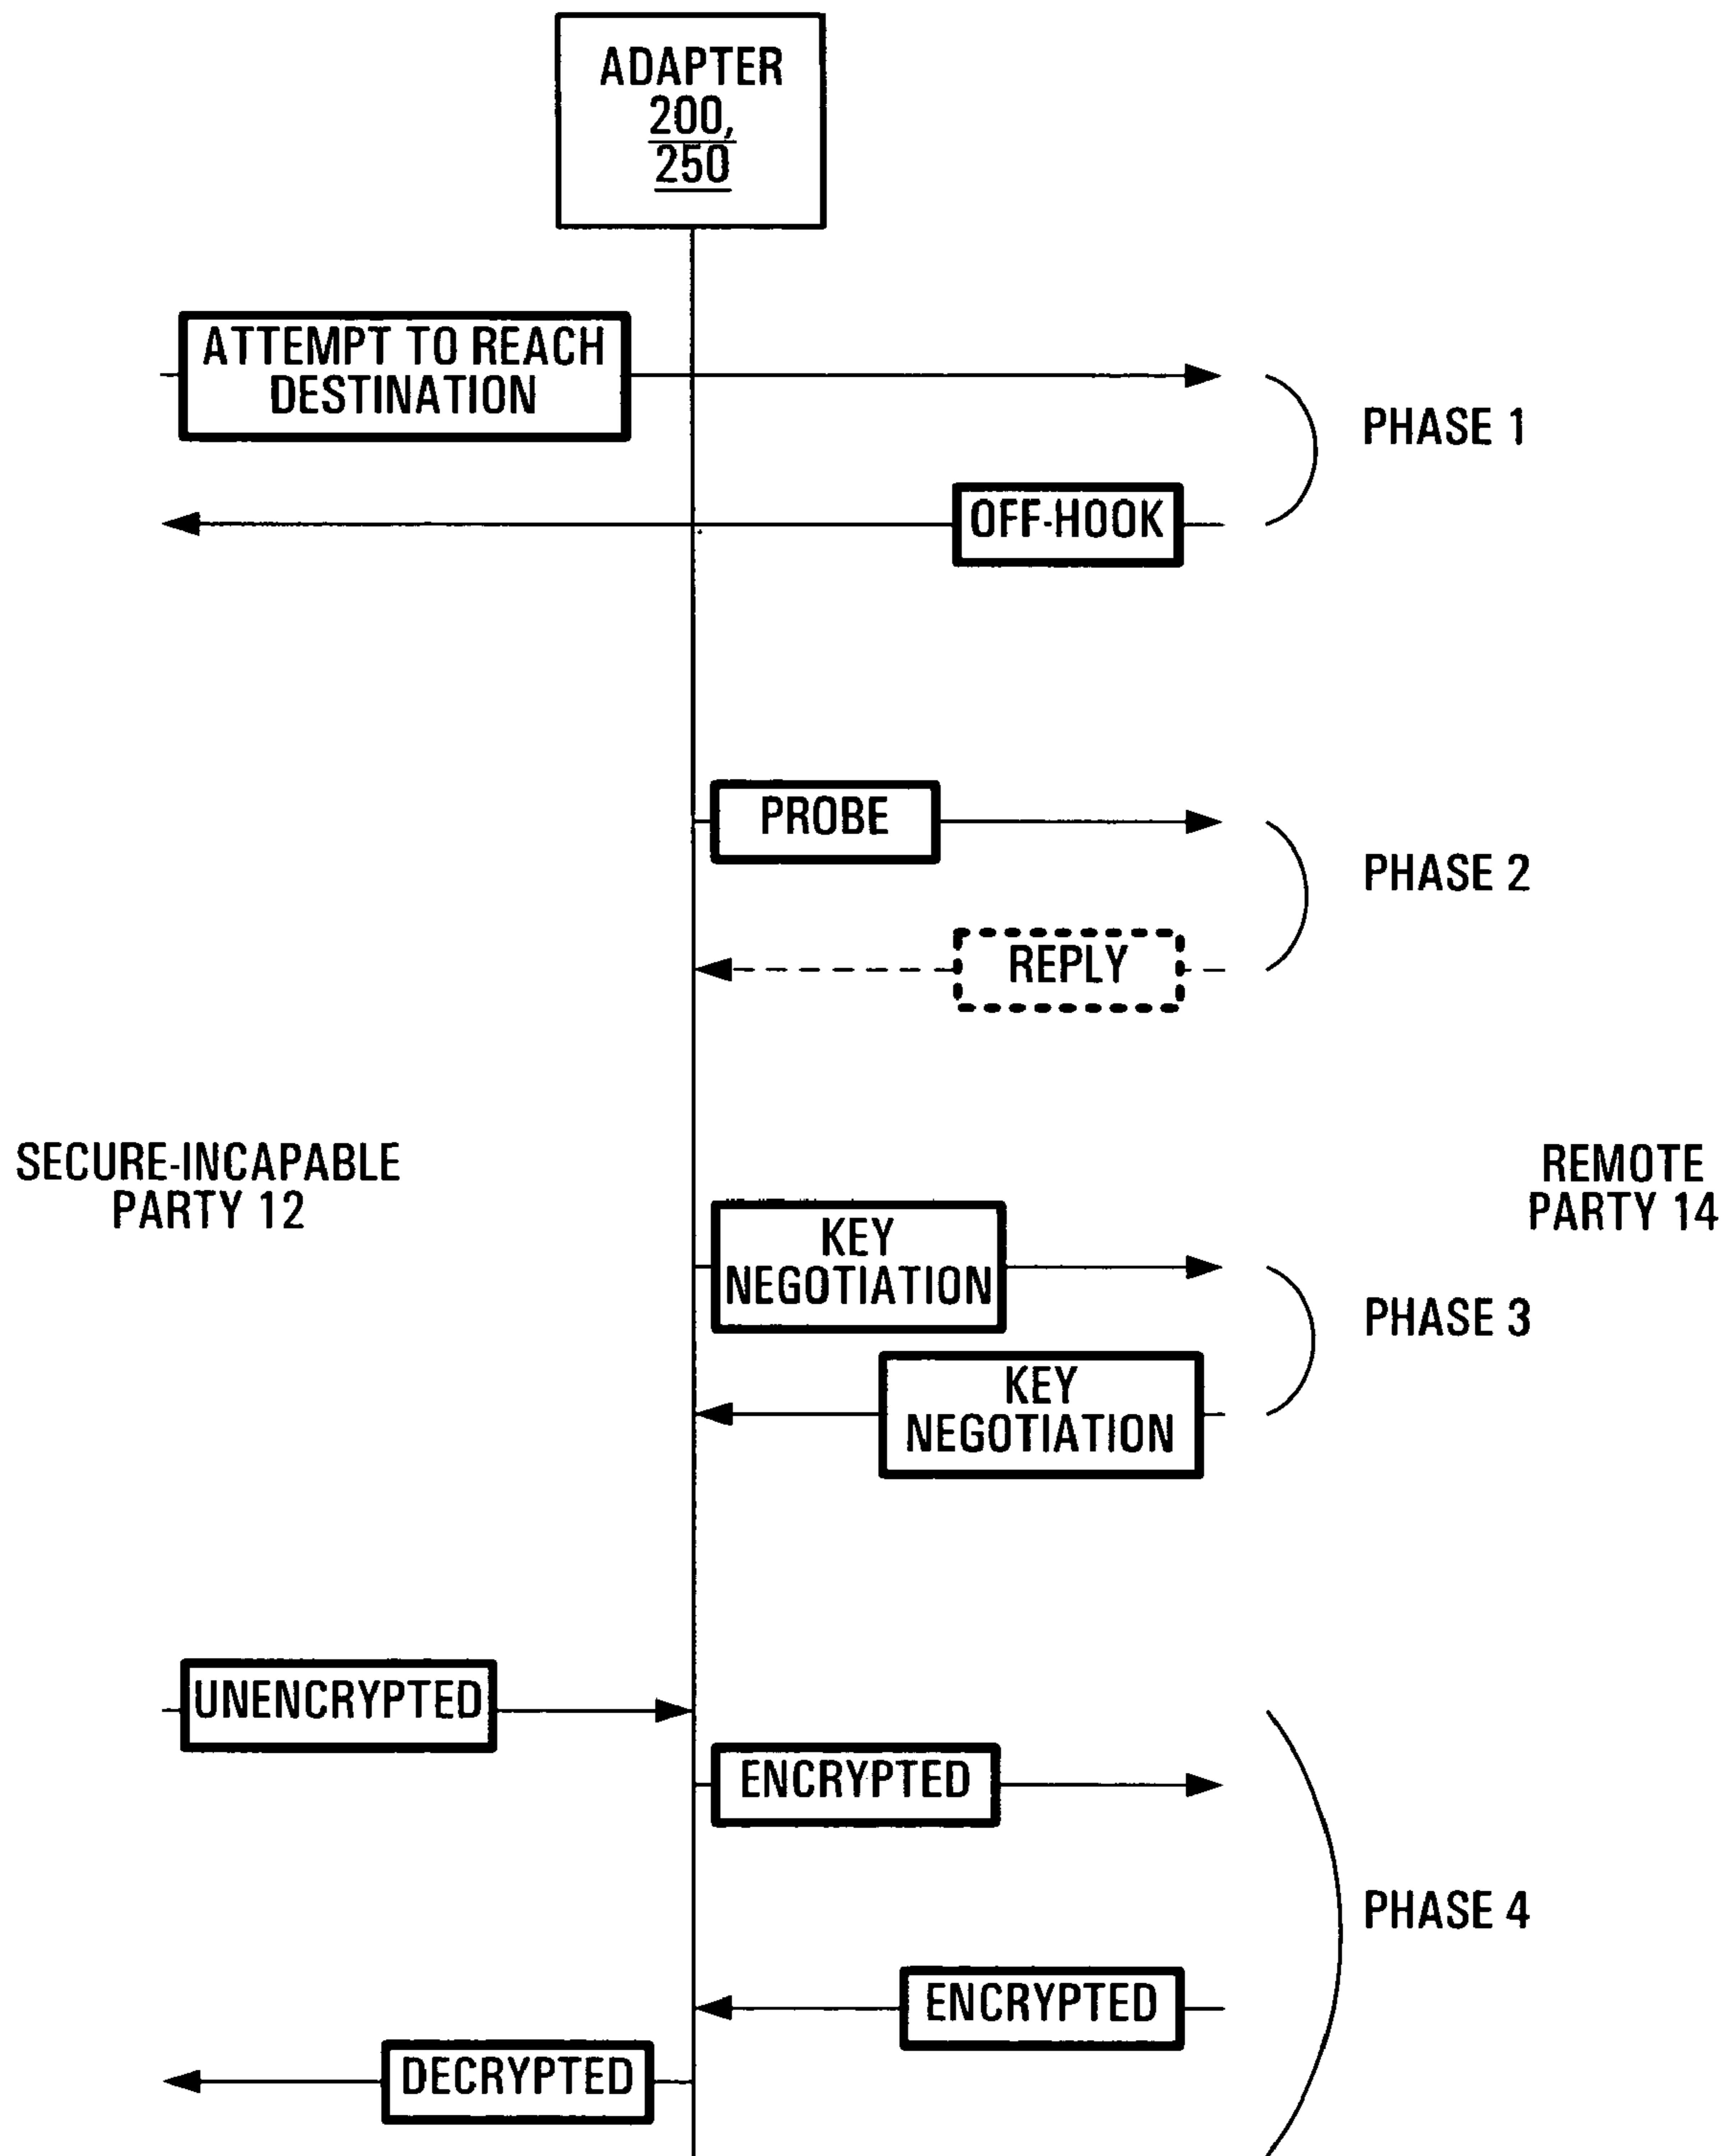 ADAPTER
200,
250
ATTEMPT TO REACH
DESTINATION
PHASE 1
OFF-HOOK
PROBE
PHASE 2
REPLY
SECURE-INCAPABLE
PARTY 12
REMOTE
PARTY 14
KEY
NEGOTIATION
PHASE 3
KEY
NEGOTIATION
UNENCRYPTED
ENCRYPTED
PHASE 4
ENCRYPTED
DECRYPTED